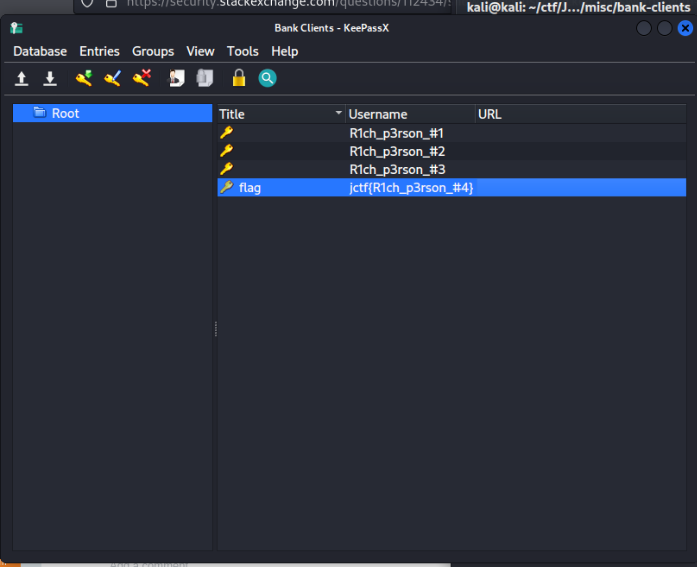 https://security.stackexchange.com/questions/112434/
kali@kali: ~/ctf/J.../misc/bank-clients
Bank Clients - KeePassX
Database Entries Groups View Tools Help
Root
Title Username URL
R1ch_p3rson_#1
R1ch_p3rson_#2
R1ch_p3rson_#3
flag jctf{R1ch_p3rson_#4}
Add a comment